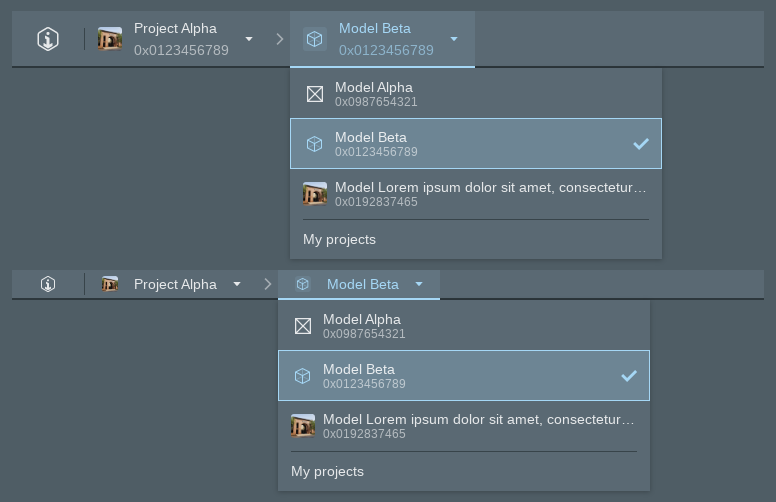 Project Alpha
0x0123456789
Model Beta
0x0123456789
Model Alpha
0x0987654321
Model Beta
0x0123456789
Model Lorem ipsum dolor sit amet, consectetur…
0x0192837465
My projects
Project Alpha
Model Beta
Model Alpha
0x0987654321
Model Beta
0x0123456789
Model Lorem ipsum dolor sit amet, consectetur…
0x0192837465
My projects